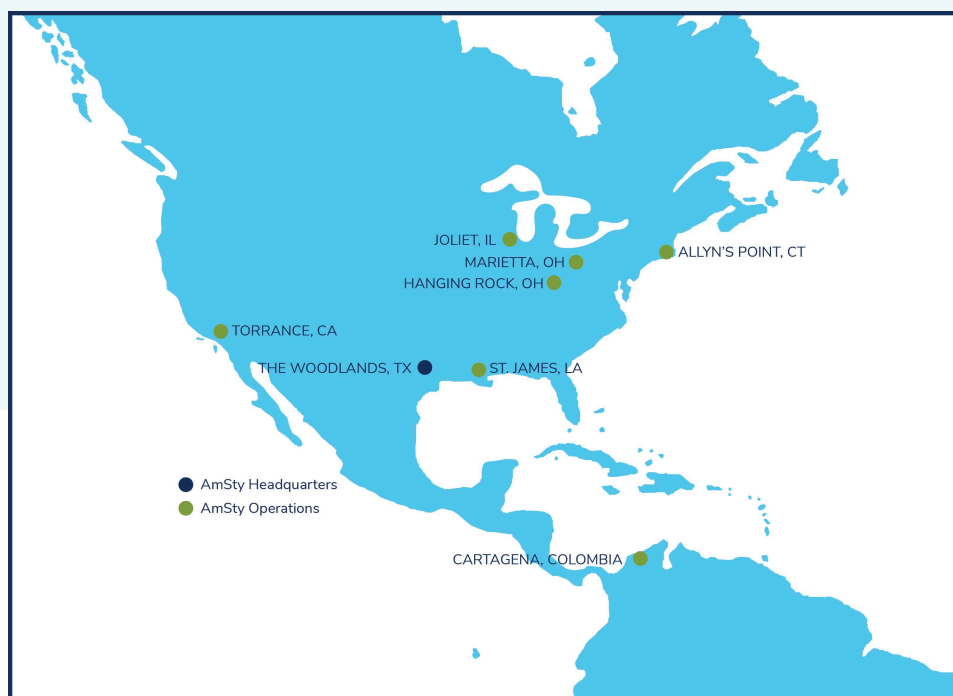 JOLIET, IL
MARIETTA, OH
ALLYN'S POINT, CT
HANGING ROCK, OH
TORRANCE, CA
THE WOODLANDS, TX
ST. JAMES, LA
AmSty Headquarters
AmSty Operations
CARTAGENA, COLOMBIA